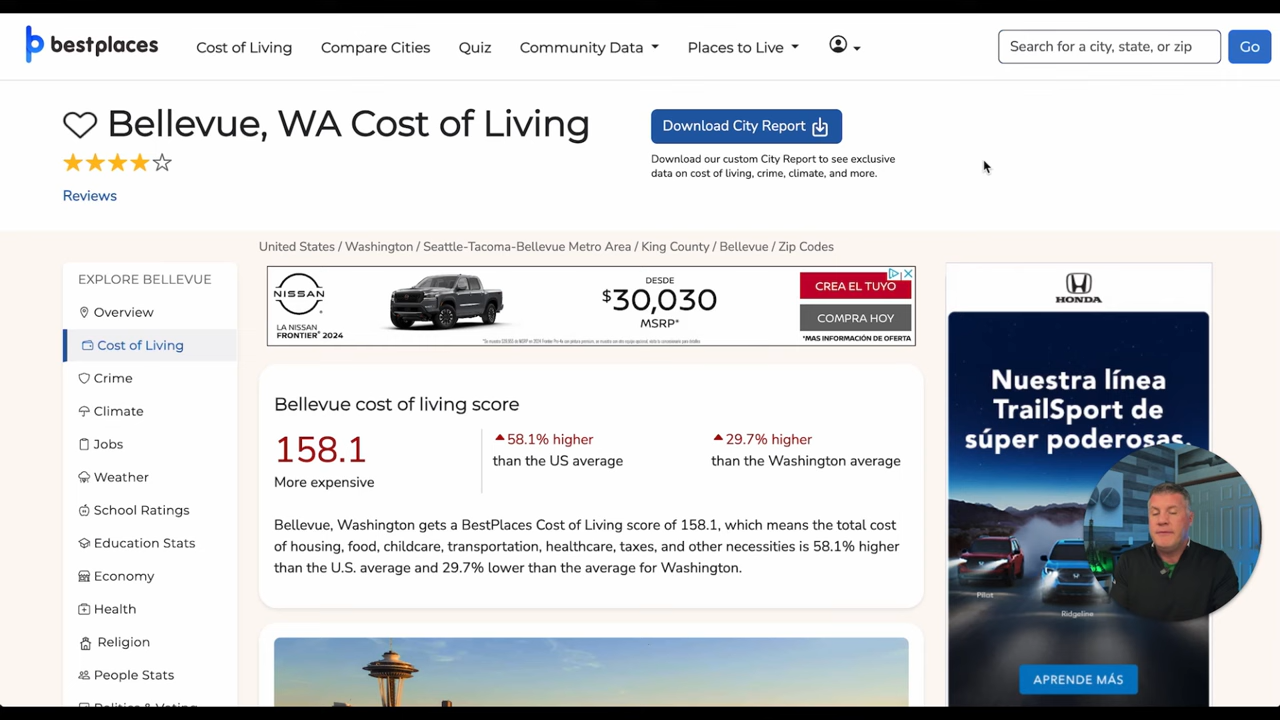 bestplaces
Cost of Living
Compare Cities
Quiz
Community Data
Places to Live
Search for a city, state, or zip
Go
Bellevue, WA Cost of Living
Reviews
Download City Report
Download our custom City Report to see exclusive
data on cost of living, crime, climate, and more.
United States / Washington / Seattle-Tacoma-Bellevue Metro Area / King County / Bellevue / Zip Codes
EXPLORE BELLEVUE
Overview
Cost of Living
Crime
Climate
Jobs
Weather
School Ratings
Education Stats
Economy
Health
Religion
People Stats
Politics & Voting
NISSAN
LA NISSAN
FRONTIER® 2024
DESDE
$30,030
MSRP*
CREA EL TUYO
COMPRA HOY
*MAS INFORMACIÓN DE OFERTA
Bellevue cost of living score
158.1
More expensive
58.1% higher
than the US average
29.7% higher
than the Washington average
Bellevue, Washington gets a BestPlaces Cost of Living score of 158.1, which means the total cost
of housing, food, childcare, transportation, healthcare, taxes, and other necessities is 58.1% higher
than the U.S. average and 29.7% lower than the average for Washington.
HONDA
Nuestra línea
TrailSport de
súper poderosas.
Pilot
Ridgeline
APRENDE MÁS